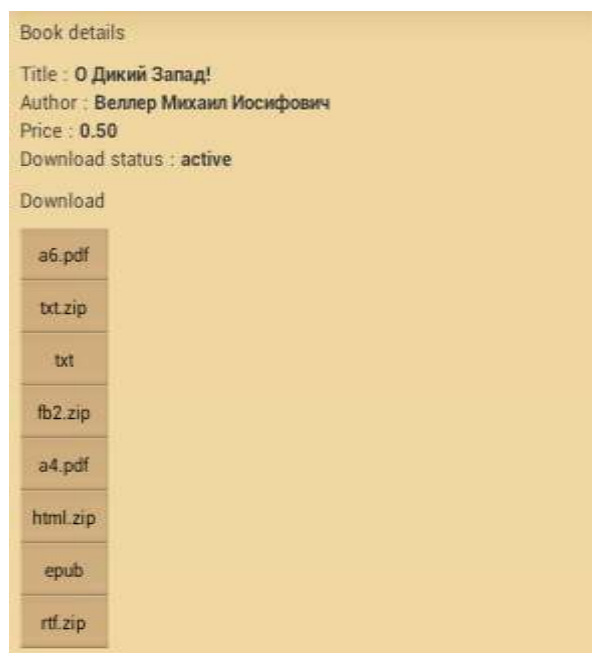 Book details
Title : О Дикий Запад!
Author : Веллер Михаил Иосифович
Price : 0.50
Download status : active
Download
a6.pdf
txt.zip
txt
fb2.zip
a4.pdf
html.zip
epub
rtf.zip